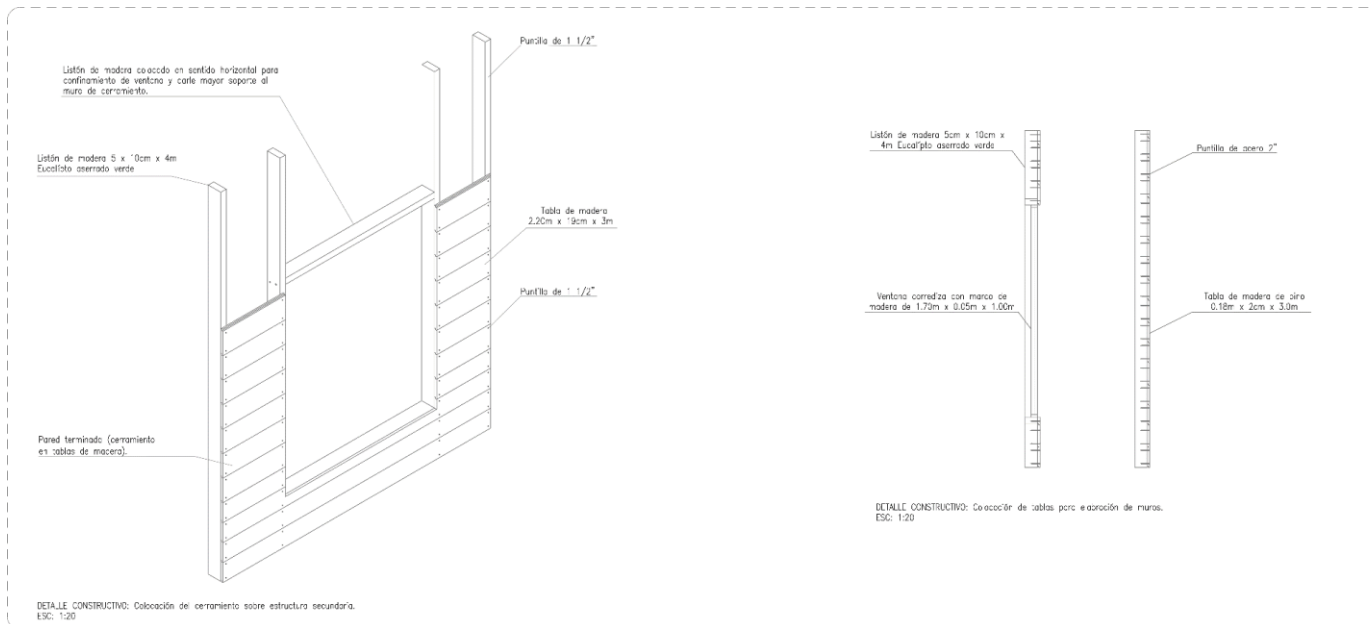 Puntilla de 1 1/2"
Listón de madera colocado en sentido horizontal para
confinamiento de ventana y darle mayor soporte al
muro de cerramiento.
Listón de madera 5 x 10cm x 4m
Eucalipto aserrado verde
Tabla de madera
2.20m x 19cm x 3m
Puntilla de 1 1/2"
Pared terminada (cerramiento
en tablas de madera).
DETALLE CONSTRUCTIVO: Colocación del cerramiento sobre estructura secundaria.
ESC: 1:20
Listón de madera 5cm x 10cm x
4m Eucalipto aserrado verde
Puntilla de acero 2"
Ventana corrediza con marco de
madera de 1.70m x 0.05m x 1.00m
Tabla de madera de pino
0.18m x 2cm x 3.0m
DETALLE CONSTRUCTIVO: Colocación de tablas para elaboración de muros.
ESC: 1:20